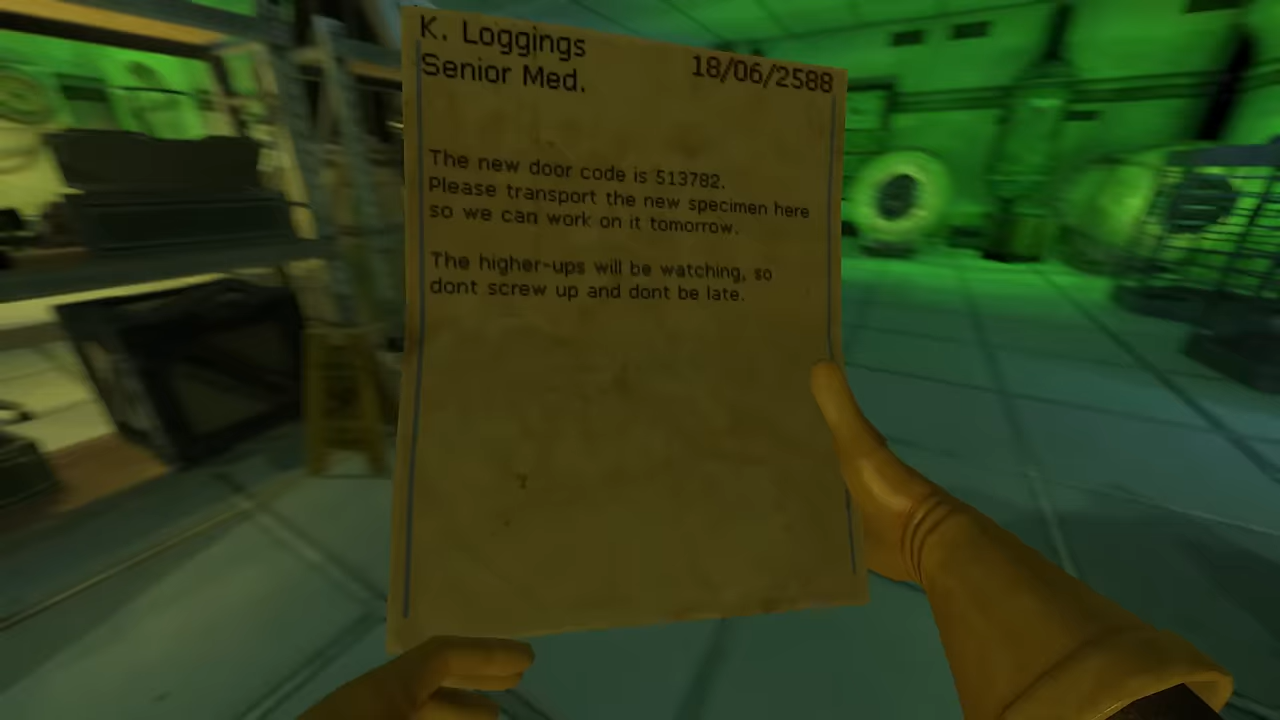 K. Loggings
Senior Med.
18/06/2588
The new door code is 513782.
Please transport the new specimen here
so we can work on it tomorrow.
The higher-ups will be watching, so
dont screw up and dont be late.